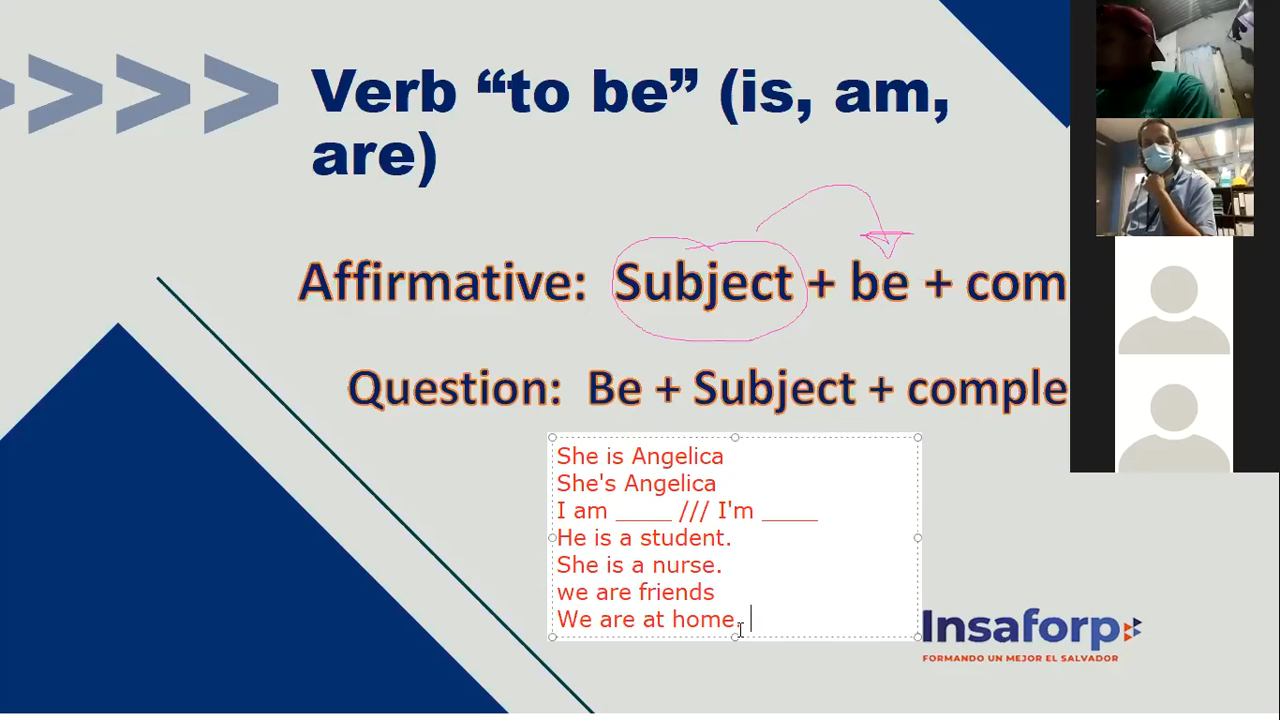 Verb “to be” (is, am,
are)
Affirmative: Subject + be + com
Question: Be + Subject + comple
She is Angelica
She's Angelica
I am ____ /// I'm ____
He is a student.
She is a nurse.
we are friends
We are at home.
Insaforp
FORMANDO UN MEJOR EL SALVADOR